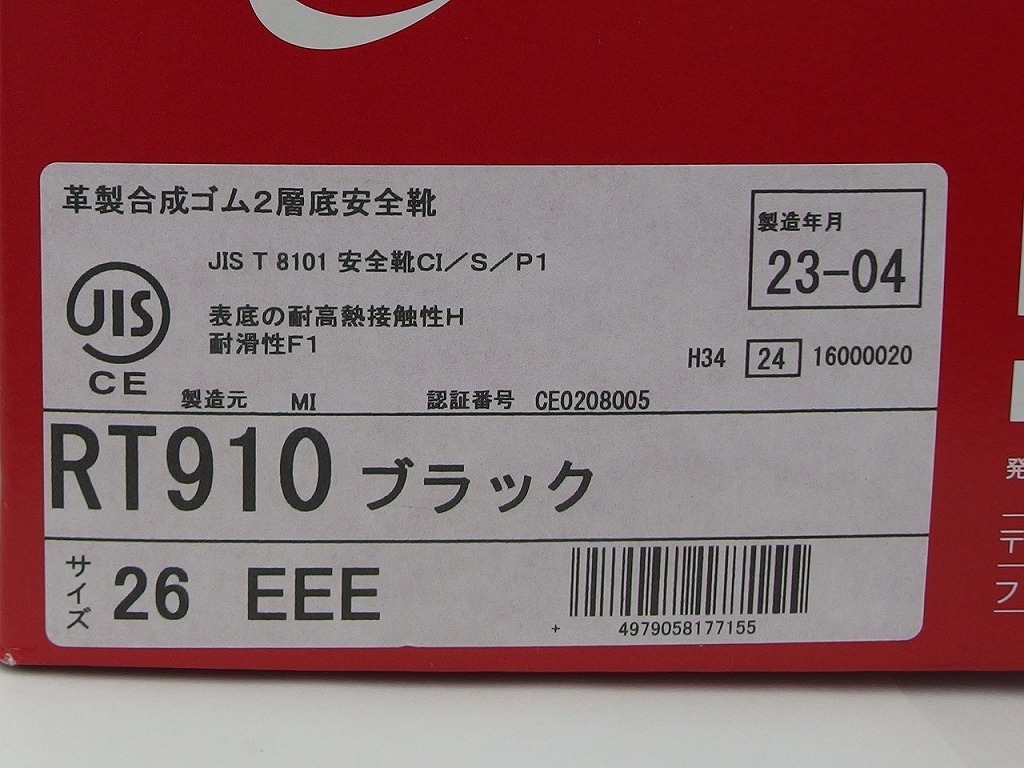 革製合成ゴム2層底安全靴
JIS T 8101 安全靴CI／S／P1
表底の耐高熱接触性H
耐滑性F1
JIS
CE
製造年月
23-04
H34 24 16000020
製造元 MI 認証番号 CE0208005
RT910 ブラック
サイズ 26 EEE
+ 4979058177155
発
〒
フ